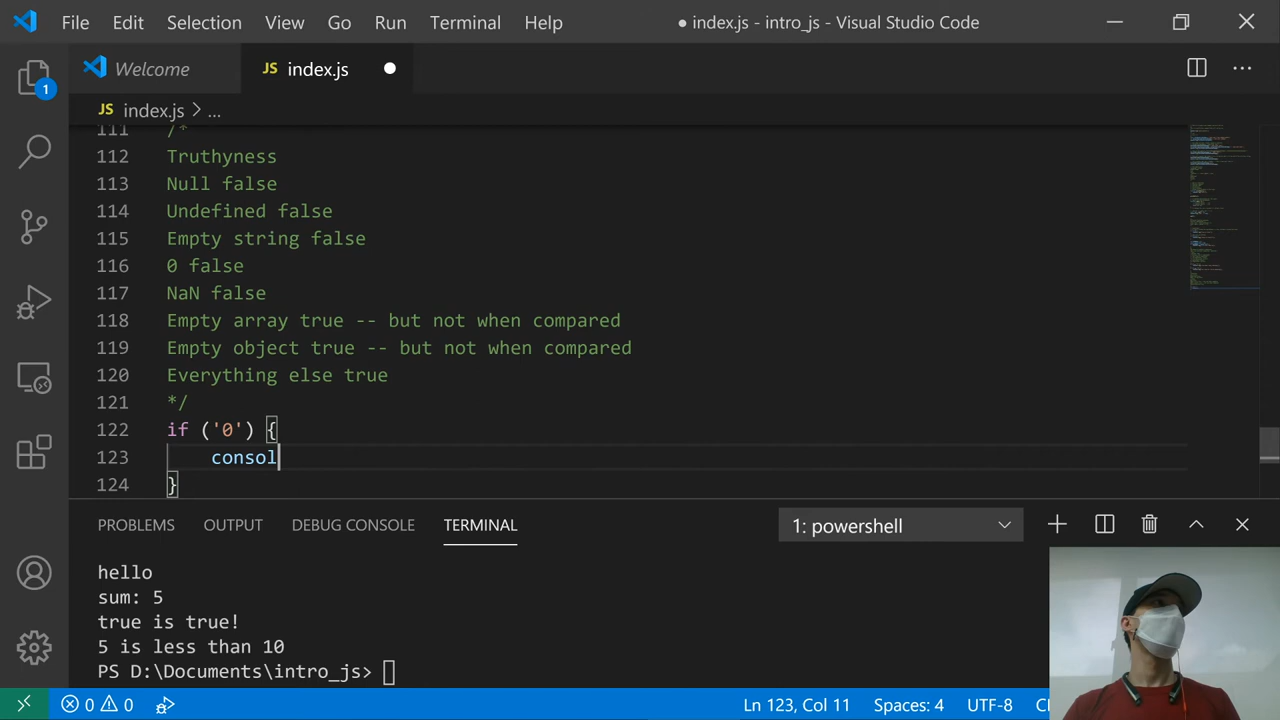 File Edit Selection View Go Run Terminal Help ● index.js - intro_js - Visual Studio Code
Welcome JS index.js ●
JS index.js > ...
111 /*
112 Truthyness
113 Null false
114 Undefined false
115 Empty string false
116 0 false
117 NaN false
118 Empty array true -- but not when compared
119 Empty object true -- but not when compared
120 Everything else true
121 */
122 if ('0') {
123 consol
124 }
1
PROBLEMS OUTPUT DEBUG CONSOLE TERMINAL 1: powershell
hello
sum: 5
true is true!
5 is less than 10
PS D:\Documents\intro_js>
0 0 Ln 123, Col 11 Spaces: 4 UTF-8